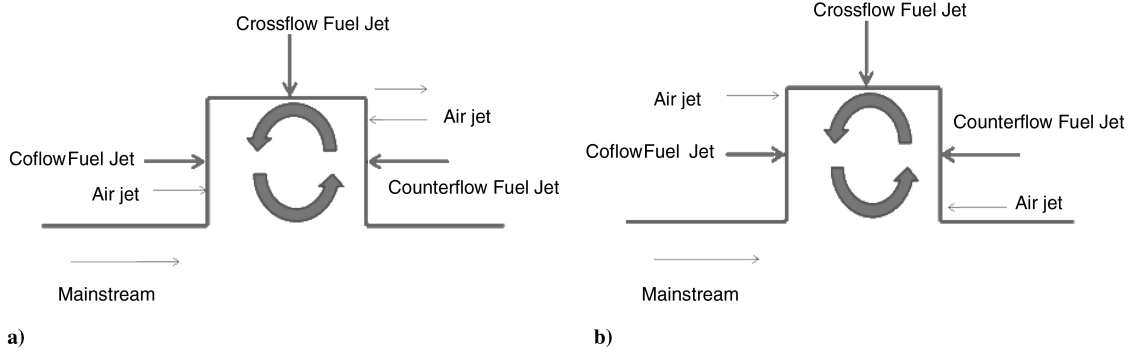 Crossflow Fuel Jet
Air jet
CoflowFuel Jet
Air jet
Counterflow Fuel Jet
Mainstream
a)
Crossflow Fuel Jet
Air jet
Counterflow Fuel Jet
CoflowFuel Jet
Air jet
Mainstream
b)